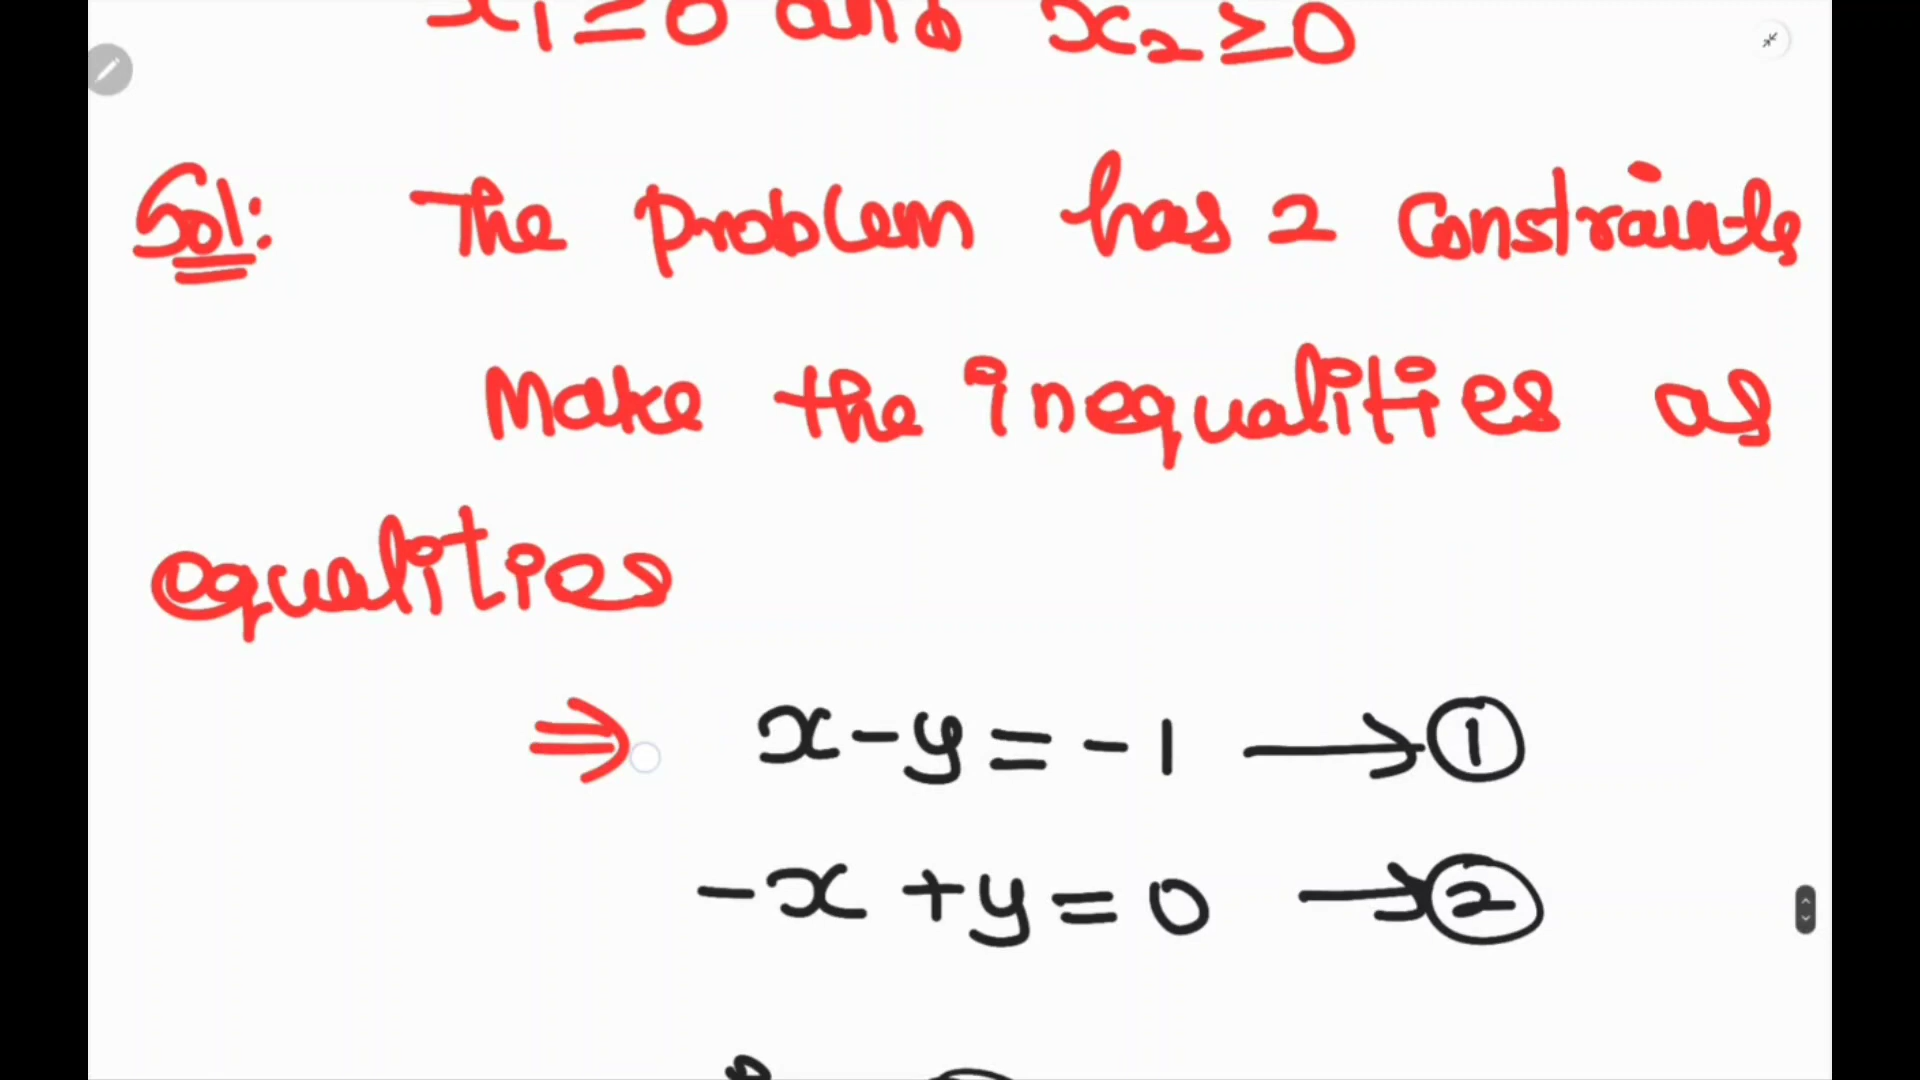 x₁ ≥ 0 and x₂ ≥ 0
Sol: The problem has 2 constraints
Make the inequalities as
equalities
⇒ x - y = - 1 → ①
- x + y = 0 → ②